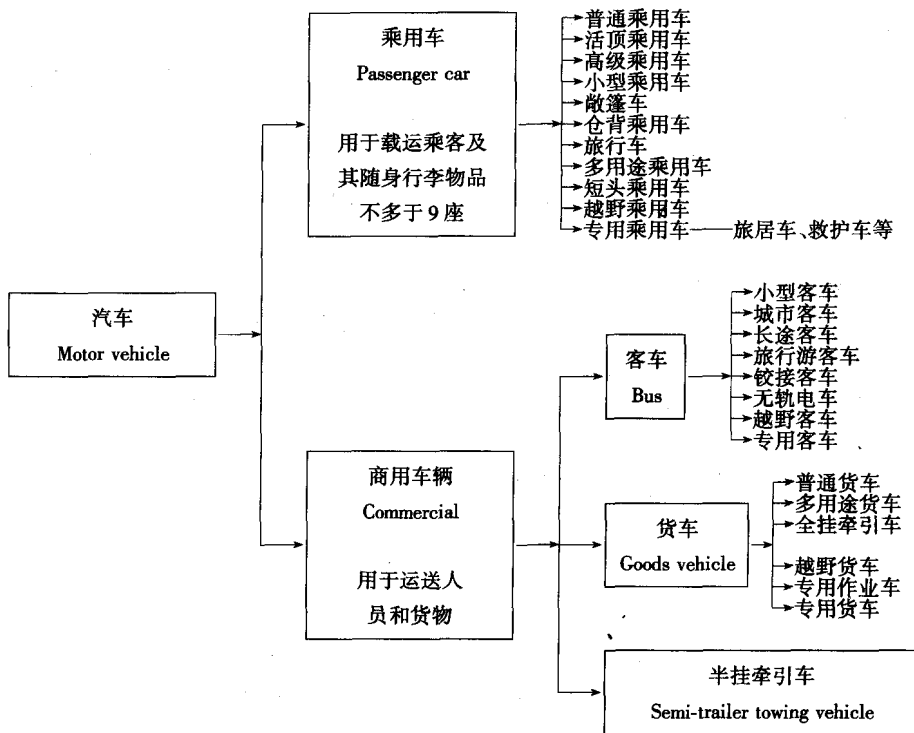 汽车
Motor vehicle
乘用车
Passenger car
用于载运乘客及
其随身行李物品
不多于9座
普通乘用车
活顶乘用车
高级乘用车
小型乘用车
敞篷车
仓背乘用车
旅行车
多用途乘用车
短头乘用车
越野乘用车
专用乘用车——旅居车、救护车等
商用车辆
Commercial
用于运送人
员和货物
客车
Bus
小型客车
城市客车
长途客车
旅行游客车
铰接客车
无轨电车
越野客车
专用客车
货车
Goods vehicle
普通货车
多用途货车
全挂牵引车
越野货车
专用作业车
专用货车
半挂牵引车
Semi-trailer towing vehicle